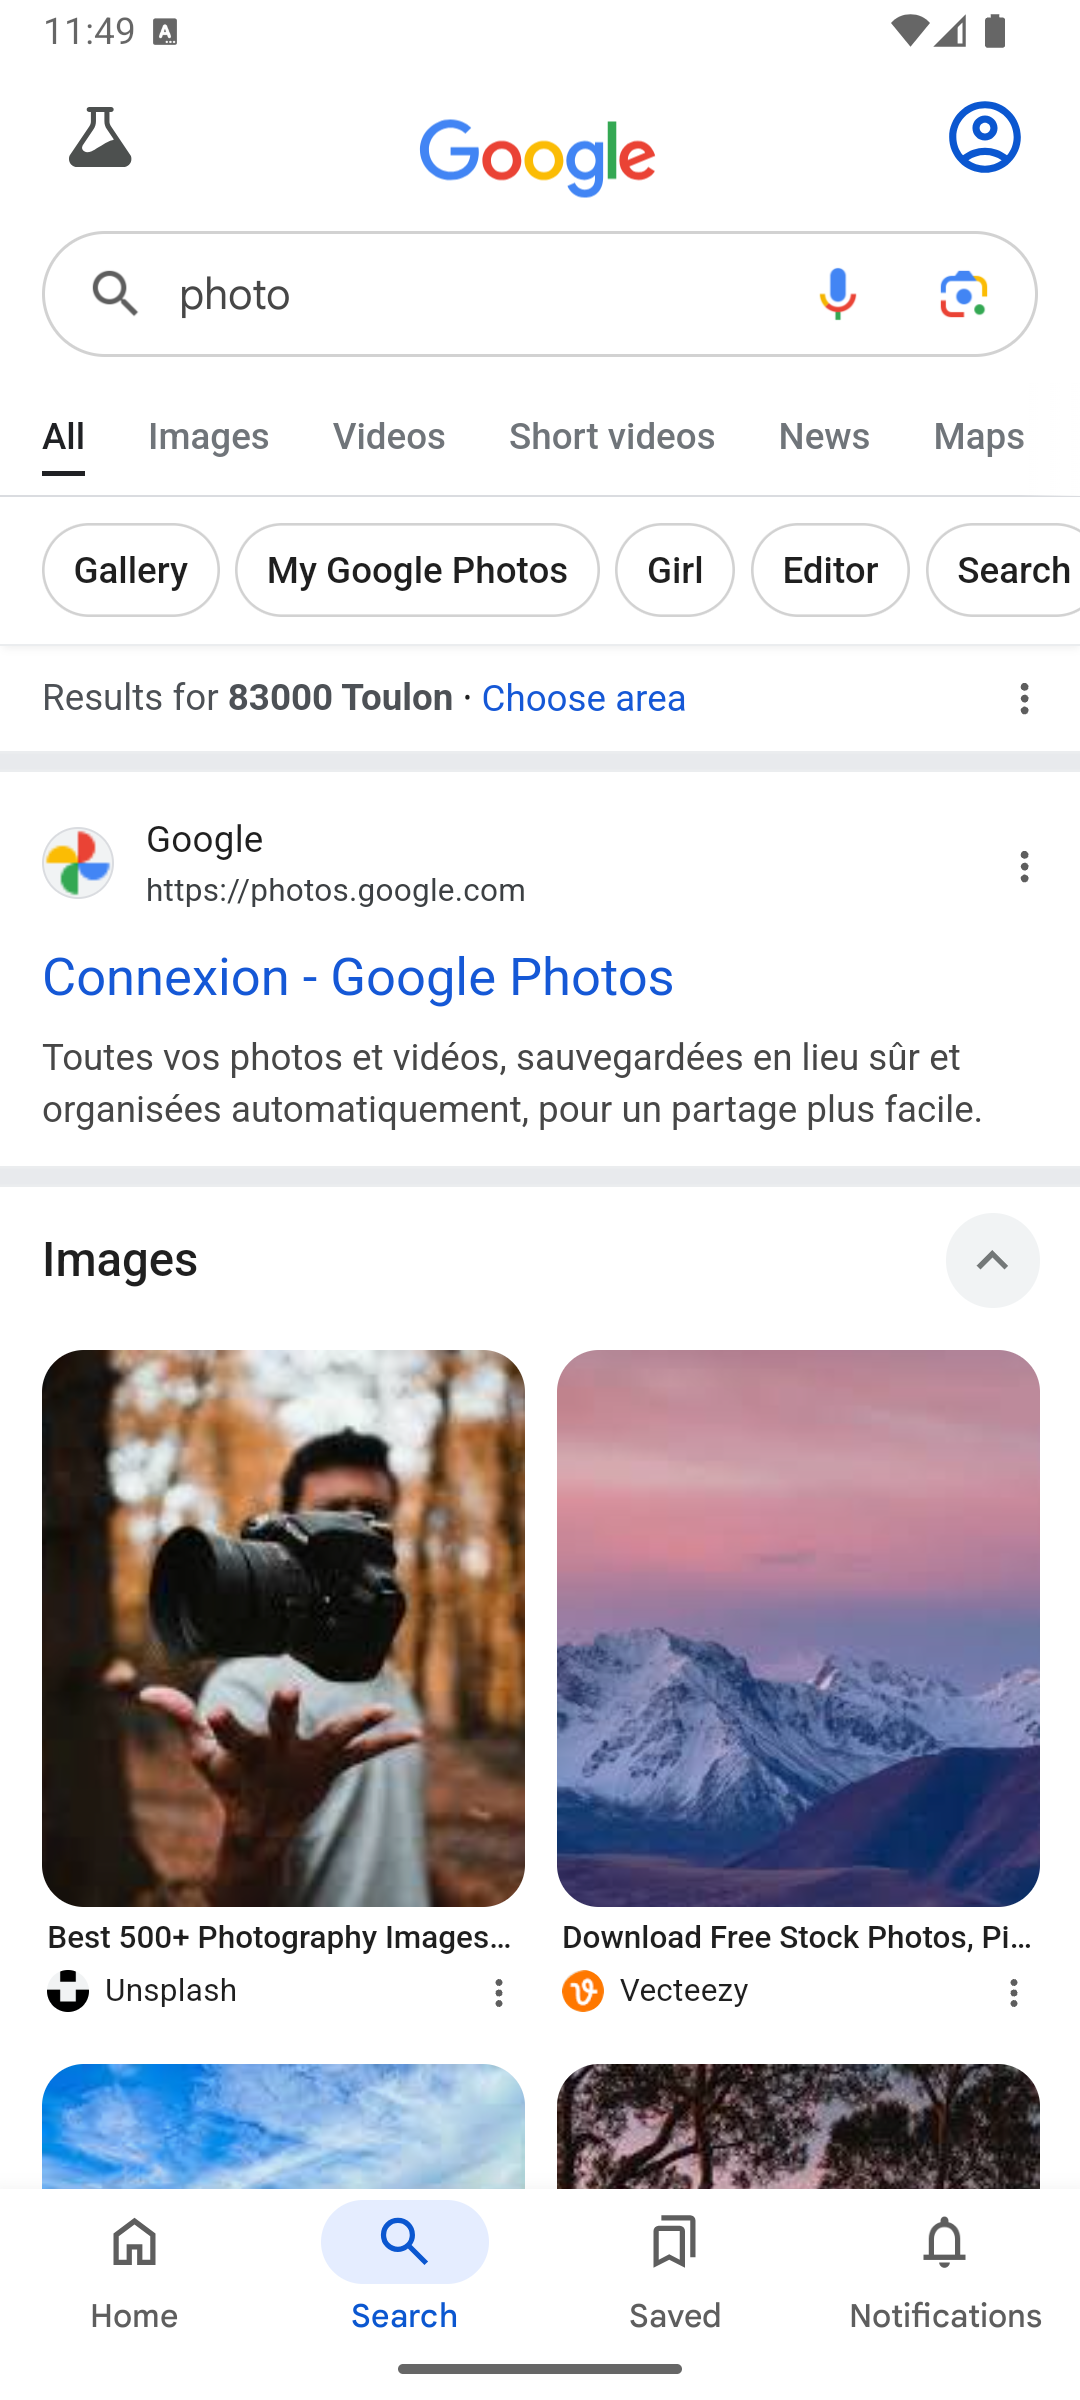 11:49
Google
photo
All Images Videos Short videos News Maps
Gallery My Google Photos Girl Editor Search
Results for 83000 Toulon · Choose area
Google
https://photos.google.com
Connexion - Google Photos
Toutes vos photos et vidéos, sauvegardées en lieu sûr et
organisées automatiquement, pour un partage plus facile.
Images
Best 500+ Photography Images...
Download Free Stock Photos, Pi...
Unsplash
Vecteezy
Home Search Saved Notifications